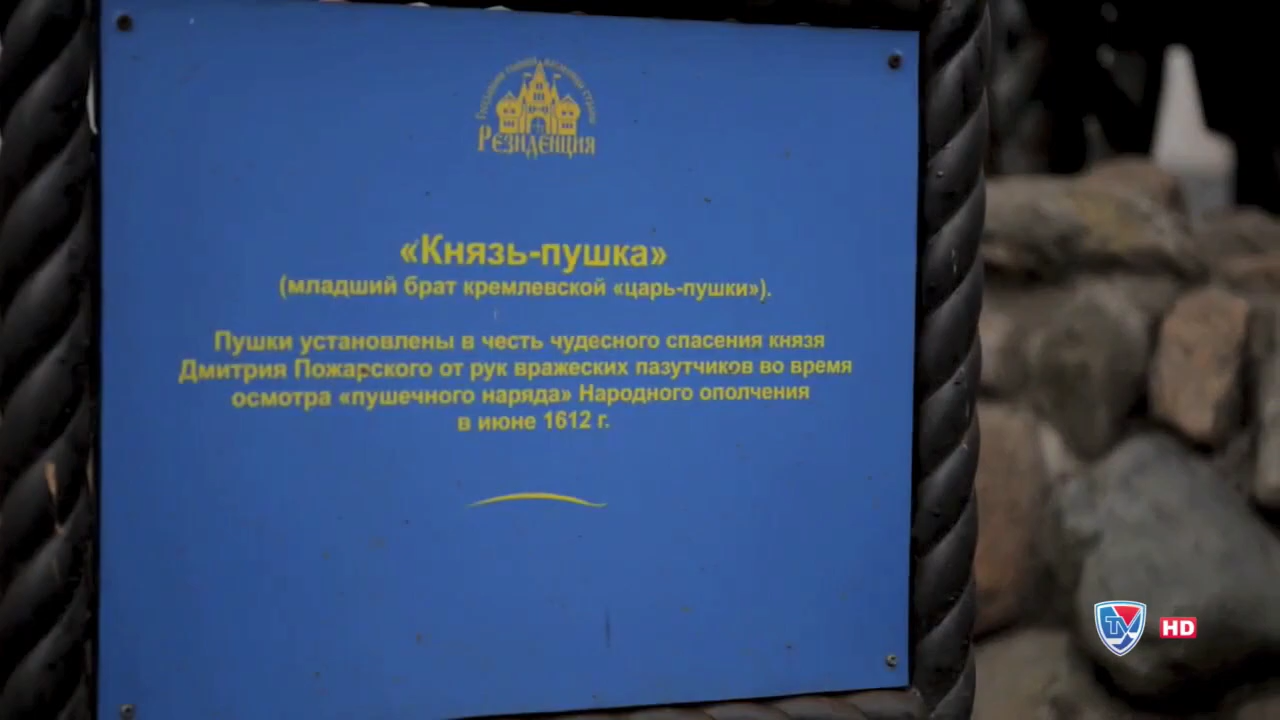 Резиденция
«Князь-пушка»
(младший брат кремлевской «царь-пушки»).
Пушки установлены в честь чудесного спасения князя
Дмитрия Пожарского от рук вражеских пазутчиков во время
осмотра «пушечного наряда» Народного ополчения
в июне 1612 г.
TV HD